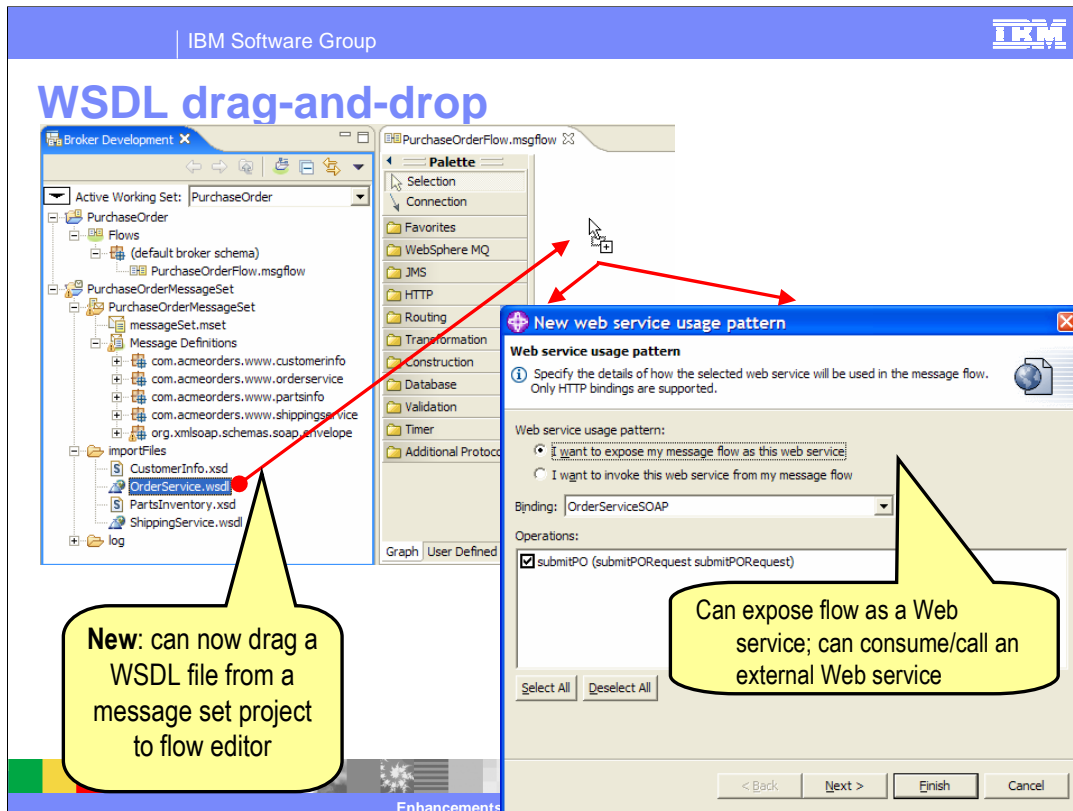 IBM Software Group
IBM
WSDL drag-and-drop
Broker Development
Active Working Set: PurchaseOrder
PurchaseOrder
Flows
(default broker schema)
PurchaseOrderFlow.msgflow
PurchaseOrderMessageSet
PurchaseOrderMessageSet
messageSet.mset
Message Definitions
com.acmeorders.www.customerinfo
com.acmeorders.www.orderservice
com.acmeorders.www.partsinfo
com.acmeorders.www.shippingservice
org.xmlsoap.schemas.soap.envelope
importFiles
CustomerInfo.xsd
OrderService.wsdl
PartsInventory.xsd
ShippingService.wsdl
log
PurchaseOrderFlow.msgflow
Palette
Selection
Connection
Favorites
WebSphere MQ
JMS
HTTP
Routing
Transformation
Construction
Database
Validation
Timer
Additional Protoco
Graph User Defined
New web service usage pattern
Web service usage pattern
Specify the details of how the selected web service will be used in the message flow.
Only HTTP bindings are supported.
Web service usage pattern:
I want to expose my message flow as this web service
I want to invoke this web service from my message flow
Binding: OrderServiceSOAP
Operations:
submitPO (submitPORequest submitPORequest)
Select All Deselect All
< Back Next > Finish Cancel
New: can now drag a
WSDL file from a
message set project
to flow editor
Can expose flow as a Web
service; can consume/call an
external Web service
Enhancements